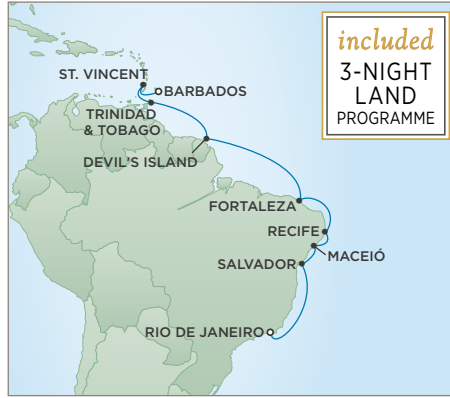 included
3-NIGHT
LAND
PROGRAMME
ST. VINCENT
BARBADOS
TRINIDAD
& TOBAGO
DEVIL'S ISLAND
FORTALEZA
RECIFE
MACEIÓ
SALVADOR
RIO DE JANEIRO